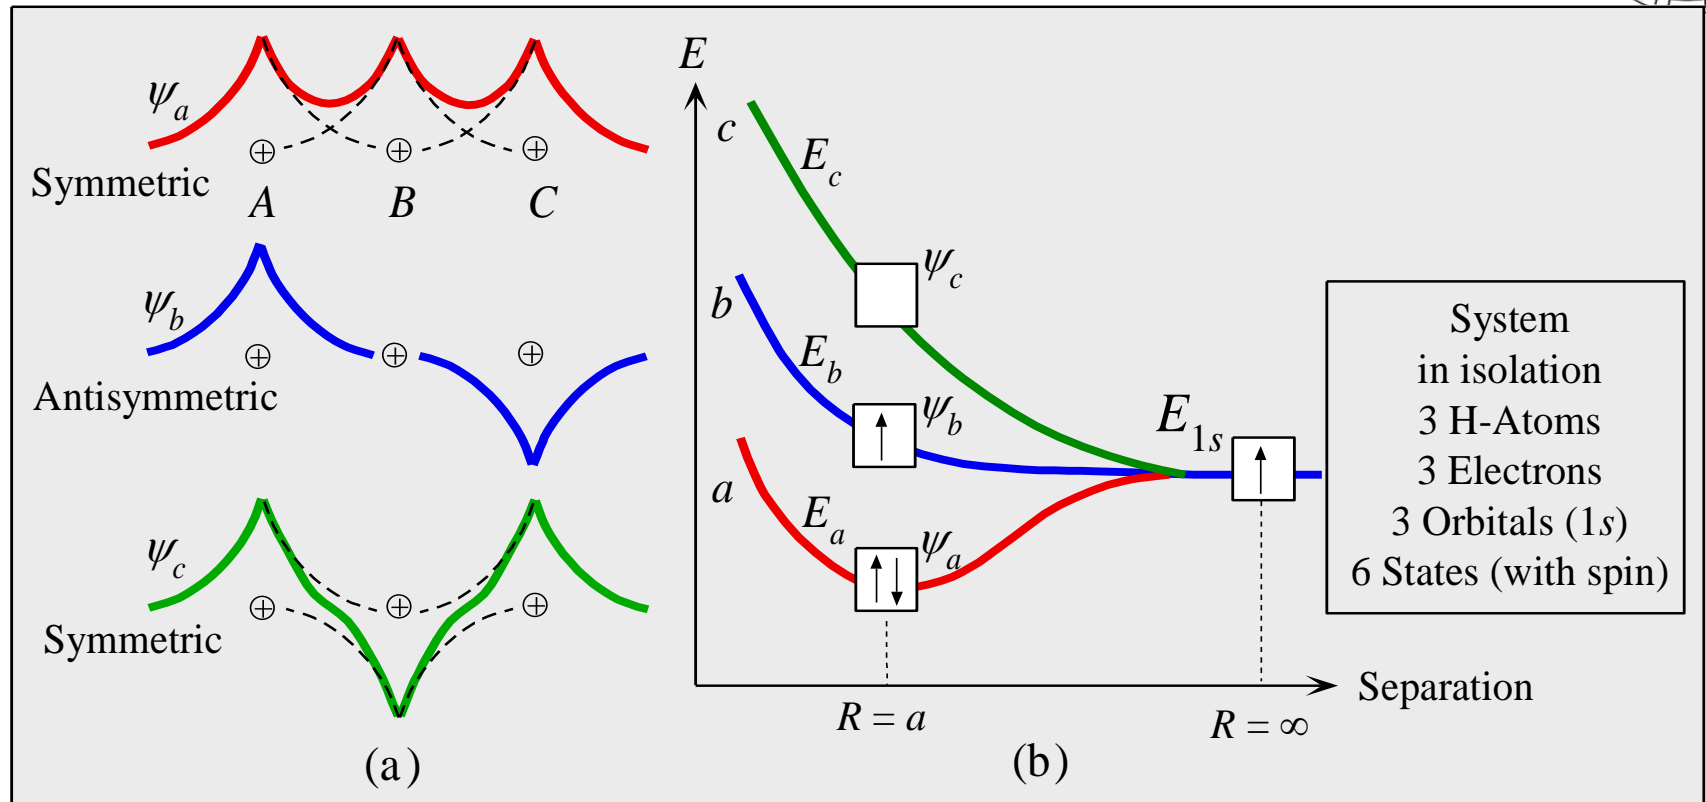 ψa
Symmetric
A B C
ψb
Antisymmetric
ψc
Symmetric
(a)
E
c
Ec
ψc
b
Eb
ψb
E1s
a
Ea
ψa
System
in isolation
3 H-Atoms
3 Electrons
3 Orbitals (1s)
6 States (with spin)
Separation
R = a
R = ∞
(b)